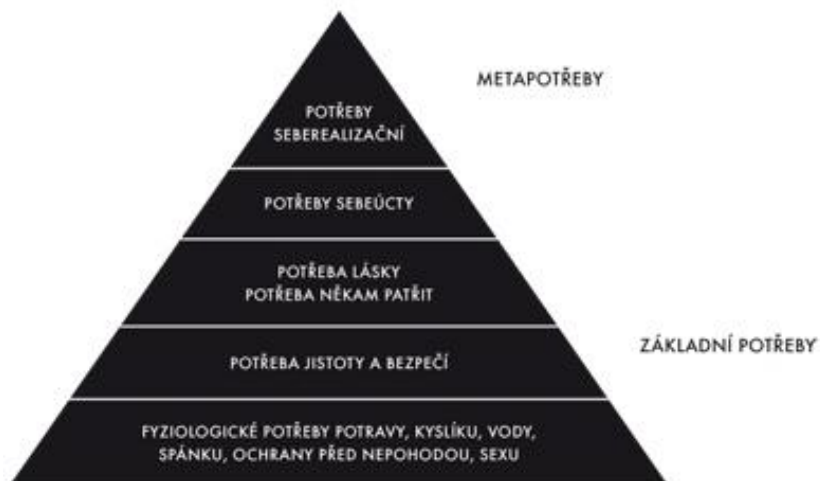 METAPOTŘEBY
POTŘEBY
SEBEREALIZAČNÍ
POTŘEBY SEBEÚCTY
POTŘEBA LÁSKY
POTŘEBA NĚKAM PATŘIT
ZÁKLADNÍ POTŘEBY
POTŘEBA JISTOTY A BEZPEČÍ
FYZIOLOGICKÉ POTŘEBY POTRAVY, KYSLÍKU, VODY,
SPÁNKU, OCHRANY PŘED NEPOHODOU, SEXU